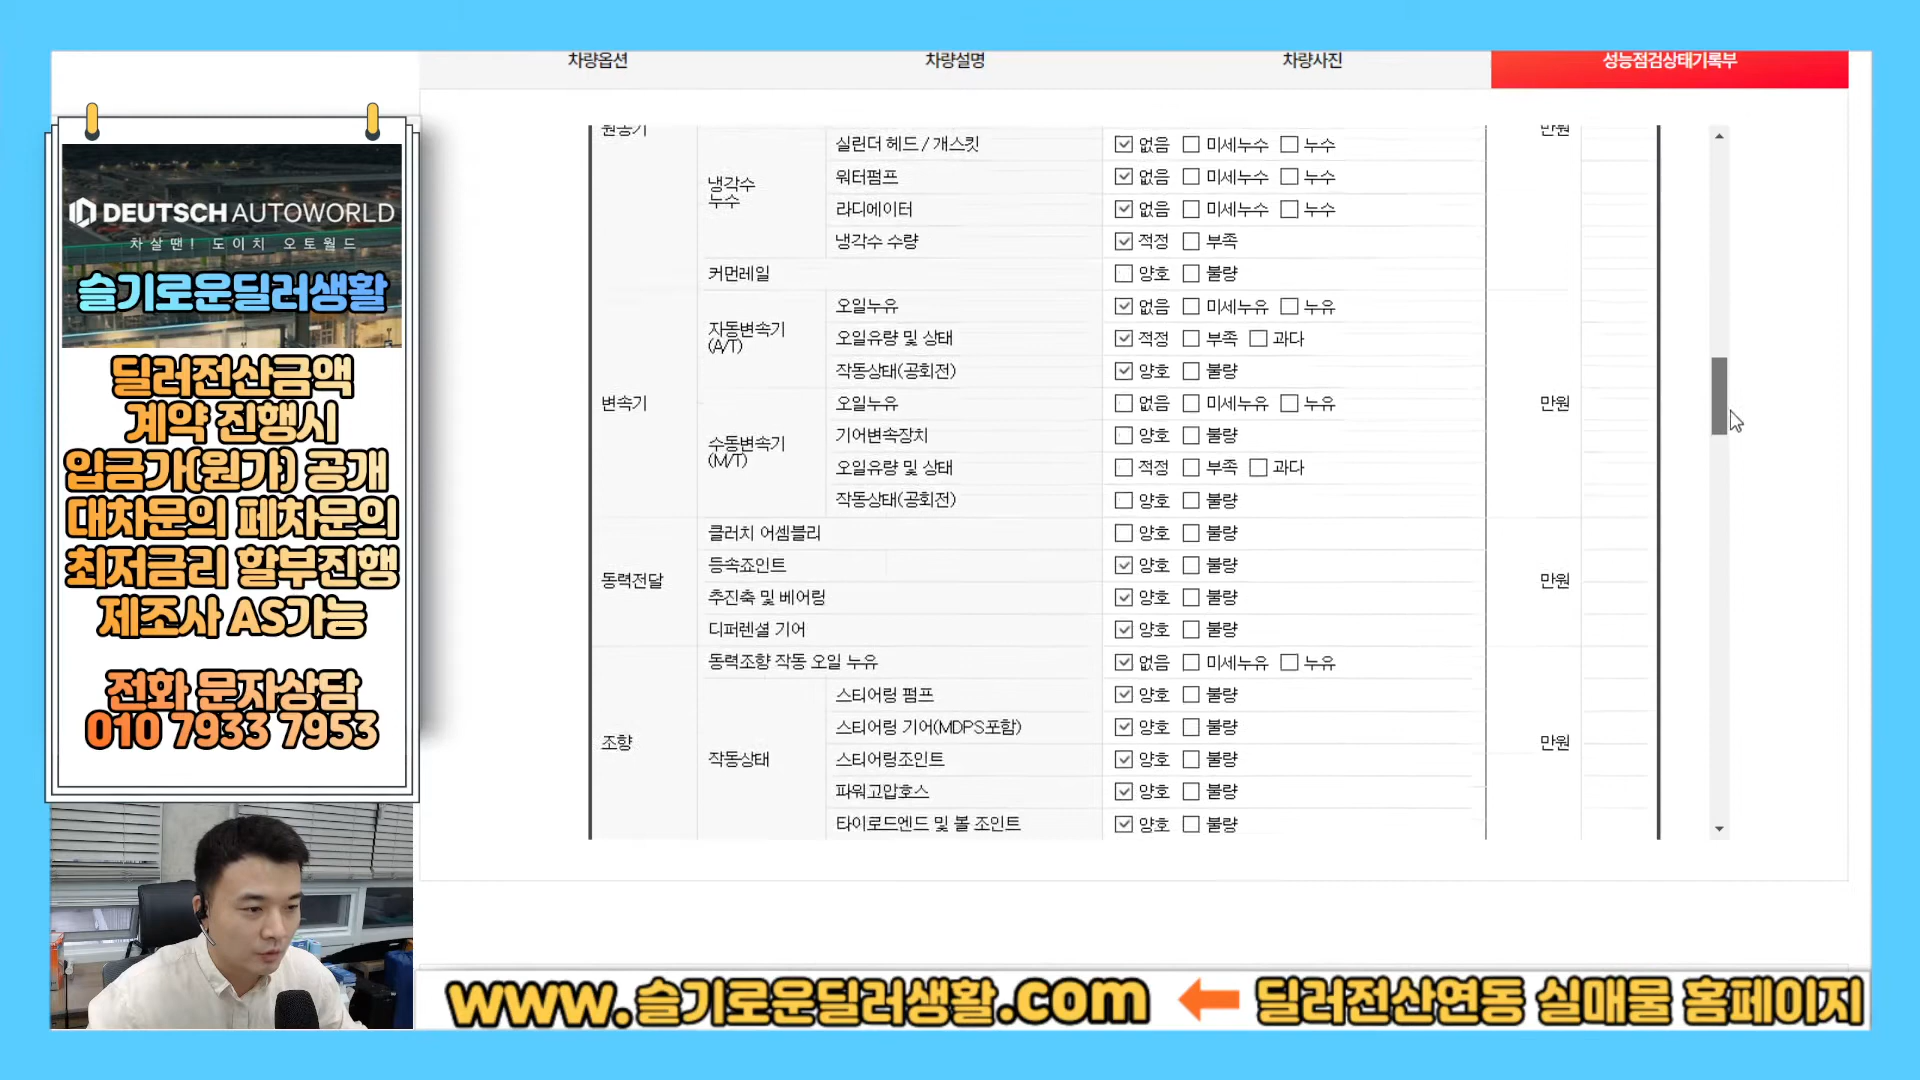 차량옵션 차량설명 차량사진 성능점검상태기록부
DEUTSCH AUTOWORLD
차살땐! 도이치 오토월드
슬기로운딜러생활
딜러전산금액
계약 진행시
입금가(원가) 공개
대차문의 폐차문의
최저금리 할부진행
제조사 AS가능
전화 문자상담
010 7933 7953
원동기 만원
냉각수 누수
실린더 헤드 / 개스킷 없음 미세누수 누수
워터펌프 없음 미세누수 누수
라디에이터 없음 미세누수 누수
냉각수 수량 적정 부족
커먼레일 양호 불량
변속기 만원
자동변속기 (A/T)
오일누유 없음 미세누유 누유
오일유량 및 상태 적정 부족 과다
작동상태(공회전) 양호 불량
수동변속기 (M/T)
오일누유 없음 미세누유 누유
기어변속장치 양호 불량
오일유량 및 상태 적정 부족 과다
작동상태(공회전) 양호 불량
동력전달 만원
클러치 어셈블리 양호 불량
등속죠인트 양호 불량
추진축 및 베어링 양호 불량
디퍼렌셜 기어 양호 불량
조향 만원
동력조향 작동 오일 누유 없음 미세누유 누유
작동상태
스티어링 펌프 양호 불량
스티어링 기어(MDPS포함) 양호 불량
스티어링조인트 양호 불량
파워고압호스 양호 불량
타이로드엔드 및 볼 조인트 양호 불량
www.슬기로운딜러생활.com 딜러전산연동 실매물 홈페이지